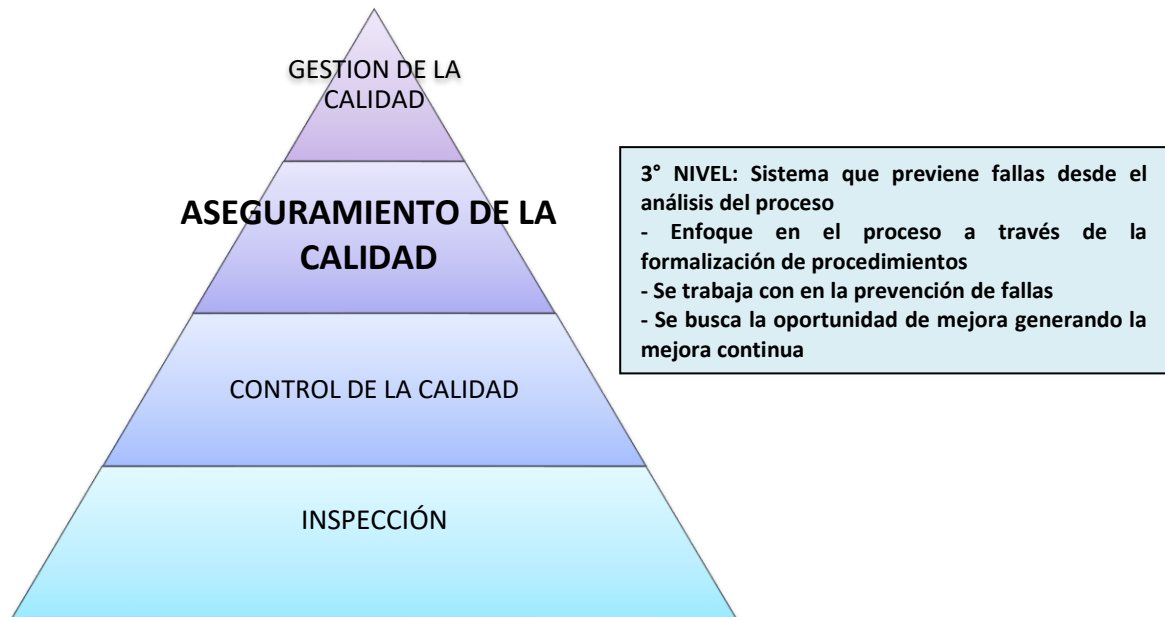 GESTION DE LA
CALIDAD
ASEGURAMIENTO DE LA
CALIDAD
CONTROL DE LA CALIDAD
INSPECCIÓN
3° NIVEL: Sistema que previene fallas desde el
análisis del proceso
- Enfoque en el proceso a través de la
formalización de procedimientos
- Se trabaja con en la prevención de fallas
- Se busca la oportunidad de mejora generando la
mejora continua